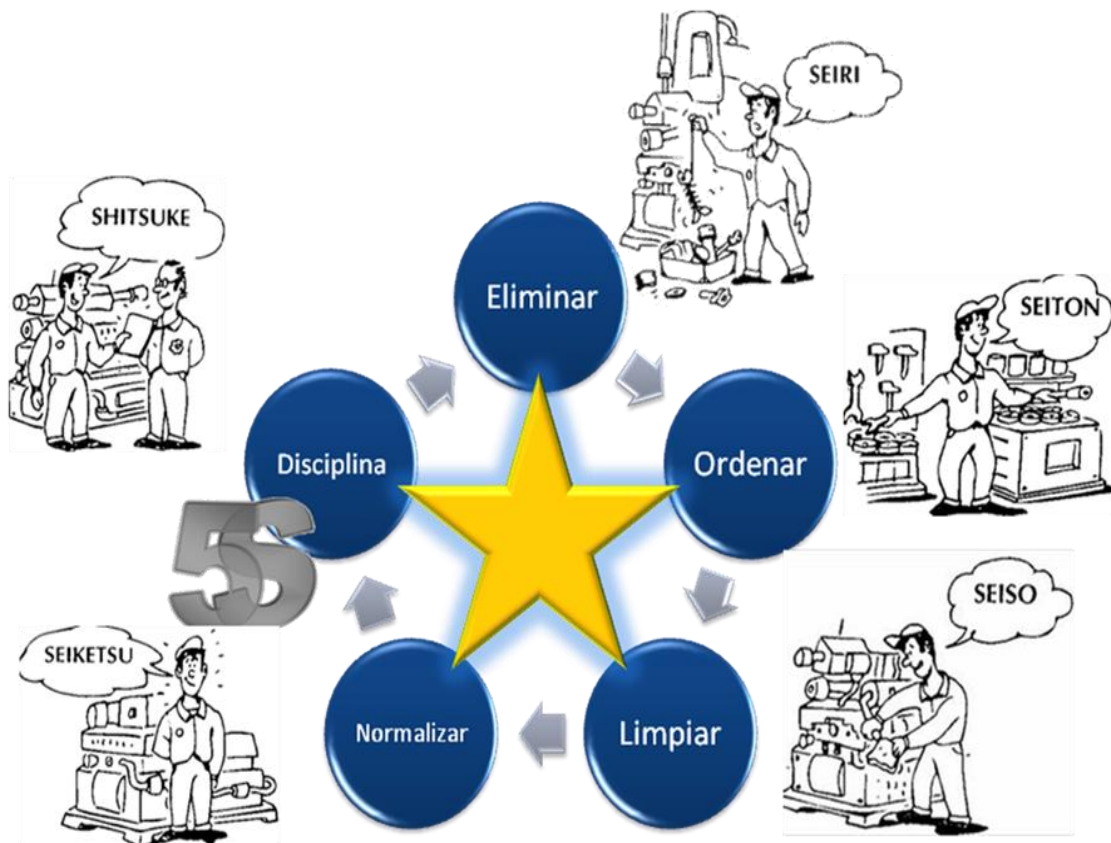 SEIRI
Eliminar
SEITON
Ordenar
SEISO
Limpiar
SEIKETSU
Normalizar
SHITSUKE
Disciplina
5S